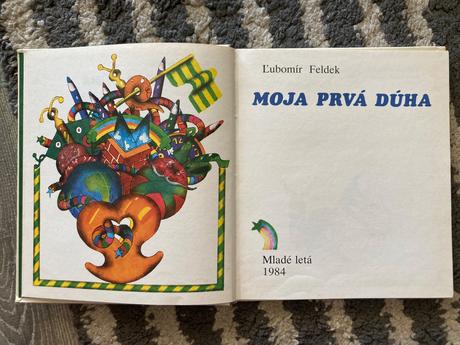 Ľubomír Feldek
MOJA PRVÁ DÚHA
Mladé letá
1984